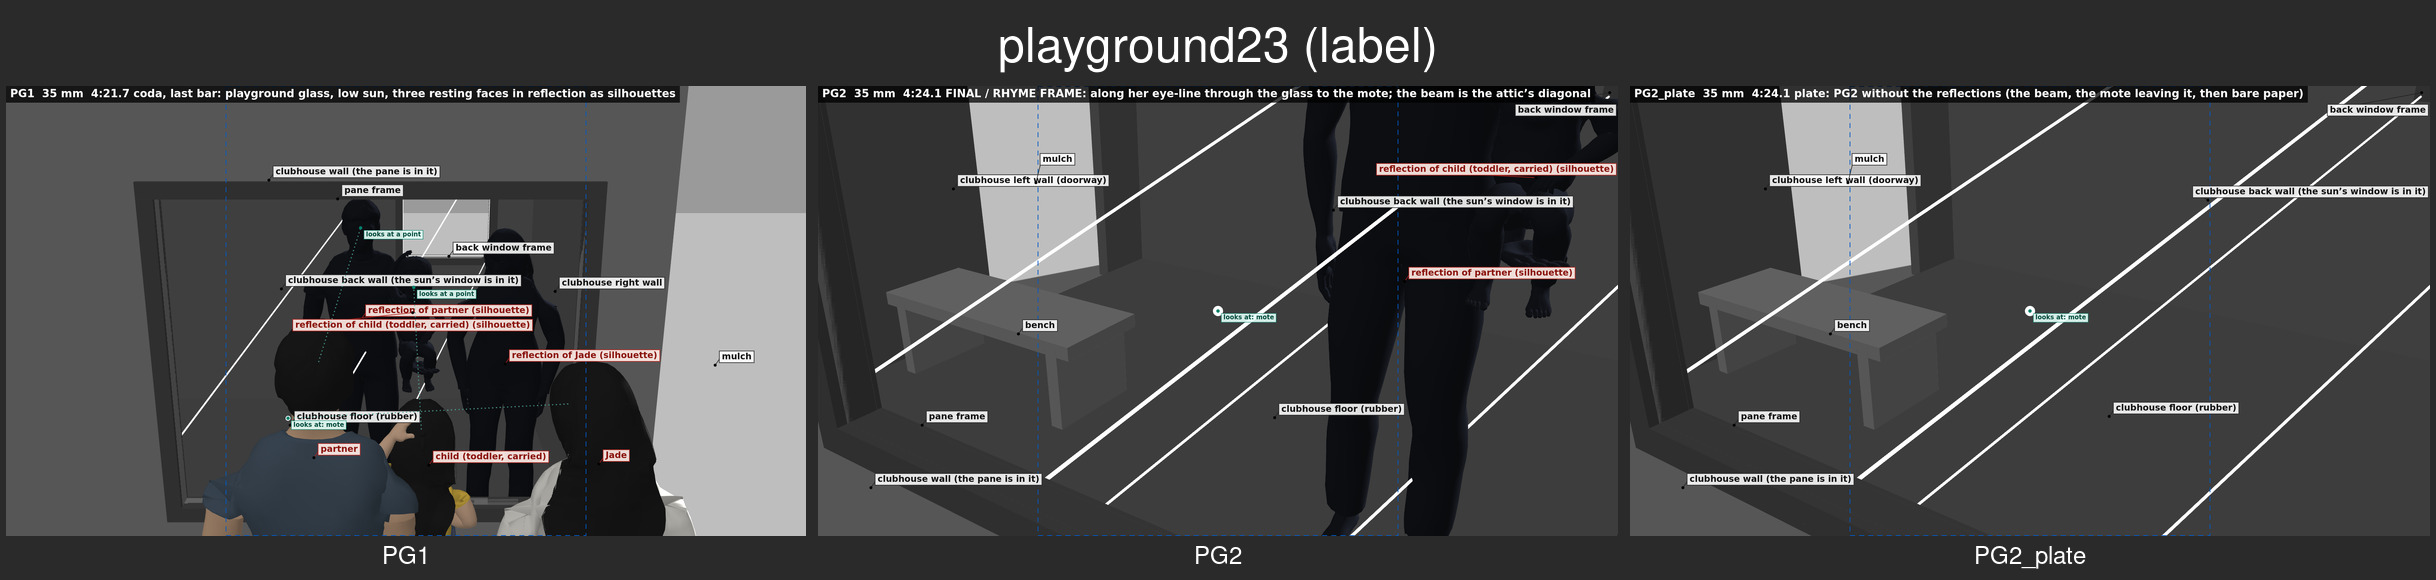 playground23 (label)
PG1  35 mm  4:21.7 coda, last bar: playground glass, low sun, three resting faces in reflection as silhouettes
clubhouse wall (the pane is in it)
pane frame
looks at a point
back window frame
clubhouse back wall (the sun’s window is in it)
clubhouse right wall
looks at a point
reflection of partner (silhouette)
reflection of child (toddler, carried) (silhouette)
reflection of Jade (silhouette)
mulch
clubhouse floor (rubber)
looks at: mote
partner
child (toddler, carried)
Jade
PG1
PG2  35 mm  4:24.1 FINAL / RHYME FRAME: along her eye-line through the glass to the mote; the beam is the attic’s diagonal
back window frame
mulch
reflection of child (toddler, carried) (silhouette)
clubhouse left wall (doorway)
clubhouse back wall (the sun’s window is in it)
reflection of partner (silhouette)
looks at: mote
bench
clubhouse floor (rubber)
pane frame
clubhouse wall (the pane is in it)
PG2
PG2_plate  35 mm  4:24.1 plate: PG2 without the reflections (the beam, the mote leaving it, then bare paper)
back window frame
mulch
clubhouse left wall (doorway)
clubhouse back wall (the sun’s window is in it)
looks at: mote
bench
clubhouse floor (rubber)
pane frame
clubhouse wall (the pane is in it)
PG2_plate